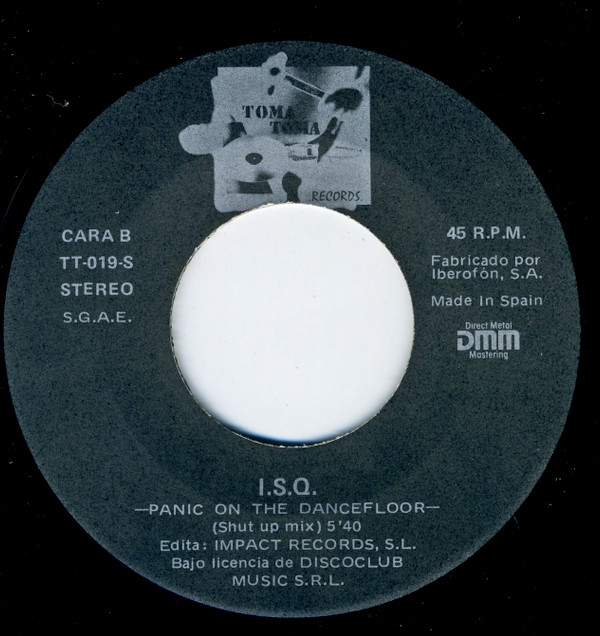 TOMA
TOMA
RECORDS.
CARA B
TT-019-S
STEREO
S.G.A.E.
45 R.P.M.
Fabricado por
Iberofón, S.A.
Made In Spain
Direct Metal
DMM
Mastering
I.S.Q.
—PANIC ON THE DANCEFLOOR—
(Shut up mix) 5'40
Edita: IMPACT RECORDS, S.L.
Bajo licencia de DISCOCLUB
MUSIC S.R.L.